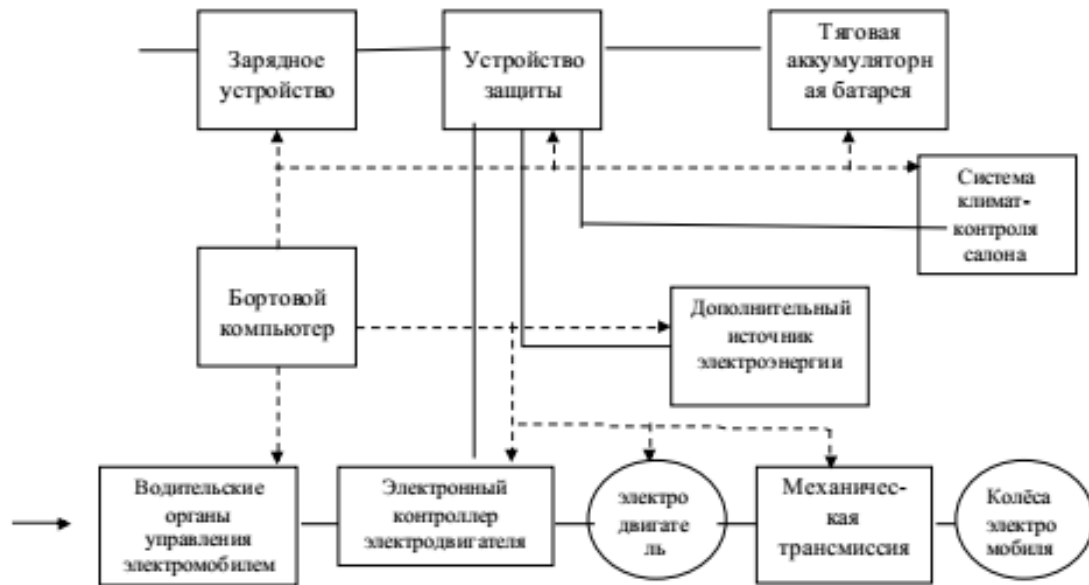 Зарядное
устройство
Устройство
защиты
Тяговая
аккумуляторн
ая батарея
Система
климат-
контроля
салона
Бортовой
компьютер
Дополнительный
источник
электроэнергии
Водительские
органы
управления
электромобилем
Электронный
контроллер
электродвигателя
электро
двигате
ль
Механичес-
кая
трансмиссия
Колёса
электро
мобиля